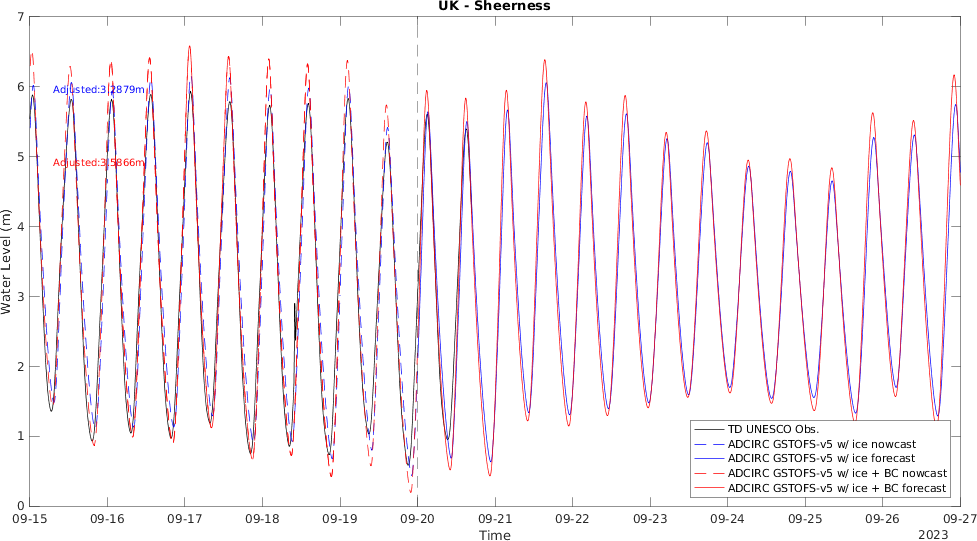 UK - Sheerness
7
6
5
4
3
2
1
0
Water Level (m)
Adjusted:3.2879m
Adjusted:3.5866m
TD UNESCO Obs.
ADCIRC GSTOFS-v5 w/ ice nowcast
ADCIRC GSTOFS-v5 w/ ice forecast
ADCIRC GSTOFS-v5 w/ ice + BC nowcast
ADCIRC GSTOFS-v5 w/ ice + BC forecast
09-15 09-16 09-17 09-18 09-19 09-20 09-21 09-22 09-23 09-24 09-25 09-26 09-27
Time
2023